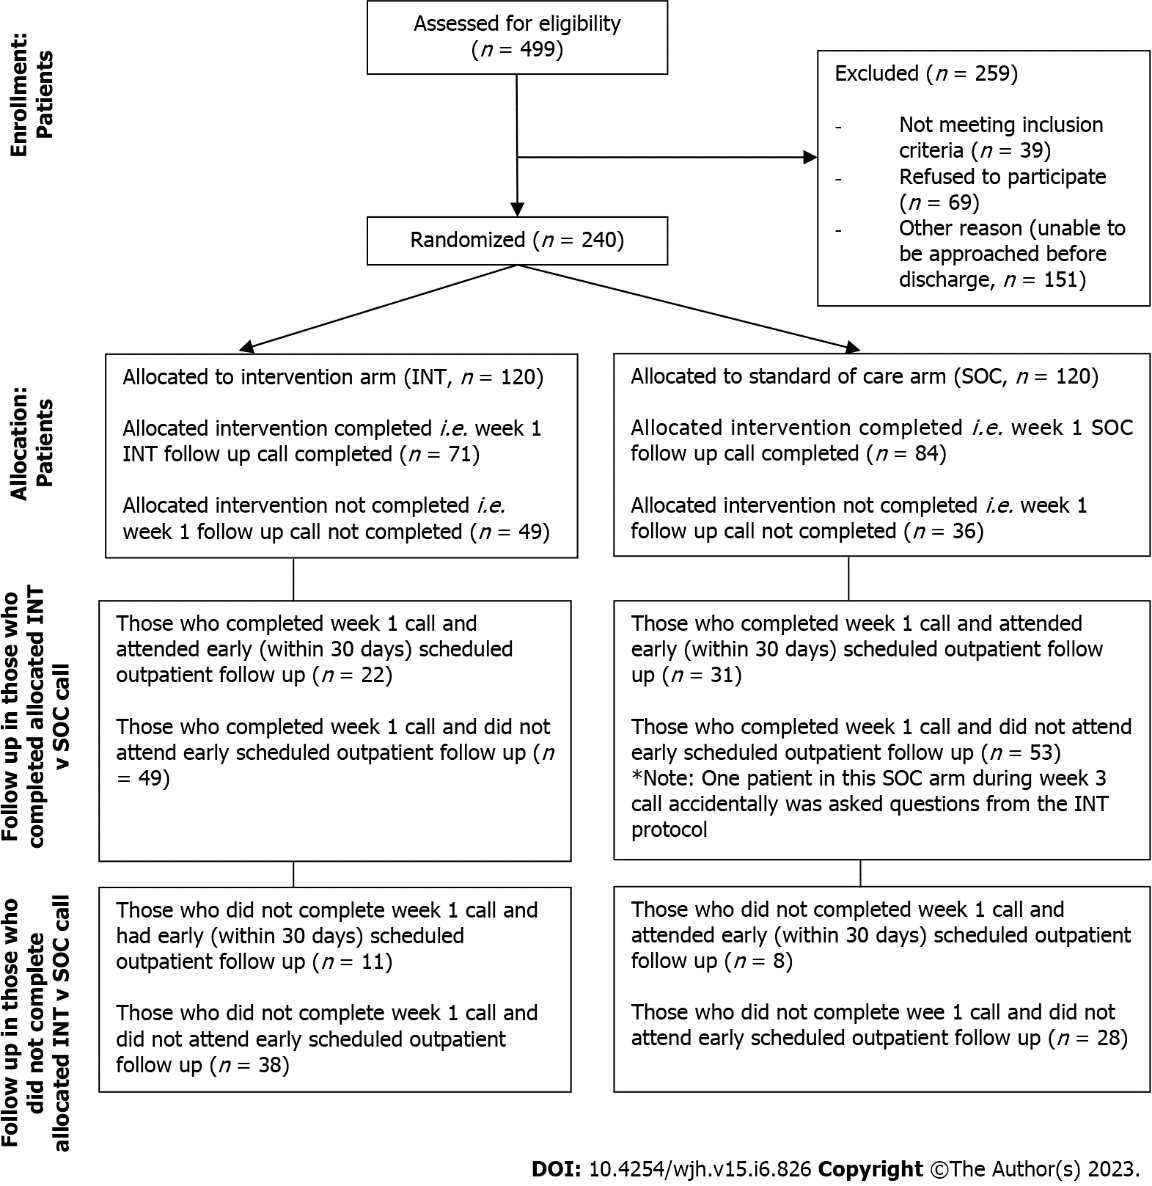 Assessed for eligibility
(n = 499)
Enrollment:
Patients
Excluded (n = 259)
- Not meeting inclusion
criteria (n = 39)
- Refused to participate
(n = 69)
- Other reason (unable to
be approached before
discharge, n = 151)
Randomized (n = 240)
Allocation:
Patients
Allocated to intervention arm (INT, n = 120)
Allocated intervention completed i.e. week 1
INT follow up call completed (n = 71)
Allocated intervention not completed i.e.
week 1 follow up call not completed (n = 49)
Allocated to standard of care arm (SOC, n = 120)
Allocated intervention completed i.e. week 1 SOC
follow up call completed (n = 84)
Allocated intervention not completed i.e. week 1
follow up call not completed (n = 36)
Follow up in those who
completed allocated INT
v SOC call
Those who completed week 1 call and
attended early (within 30 days) scheduled
outpatient follow up (n = 22)
Those who completed week 1 call and did not
attend early scheduled outpatient follow up (n
= 49)
Those who completed week 1 call and attended
early (within 30 days) scheduled outpatient follow
up (n = 31)
Those who completed week 1 call and did not attend
early scheduled outpatient follow up (n = 53)
*Note: One patient in this SOC arm during week 3
call accidentally was asked questions from the INT
protocol
Follow up in those who
did not complete
allocated INT v SOC call
Those who did not complete week 1 call and
had early (within 30 days) scheduled
outpatient follow up (n = 11)
Those who did not complete week 1 call and
did not attend early scheduled outpatient
follow up (n = 38)
Those who did not completed week 1 call and
attended early (within 30 days) scheduled outpatient
follow up (n = 8)
Those who did not complete wee 1 call and did not
attend early scheduled outpatient follow up (n = 28)
DOI: 10.4254/wjh.v15.i6.826 Copyright ©The Author(s) 2023.